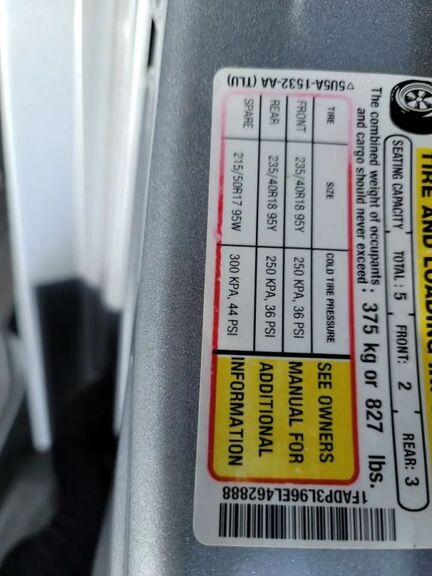 TIRE AND LOADING
SEATING CAPACITY TOTAL : 5 FRONT: 2 REAR: 3
The combined weight of occupants
and cargo should never exceed : 375 kg or 827 lbs.
TIRE SIZE COLD TIRE PRESSURE
FRONT 235/40R18 95Y 250 KPA, 36 PSI
REAR 235/40R18 95Y 250 KPA, 36 PSI
SPARE 215/50R17 95W 300 KPA, 44 PSI
SEE OWNERS
MANUAL FOR
ADDITIONAL
INFORMATION
5U5A-1532-AA (TLU)
1FADP3L96EL462888